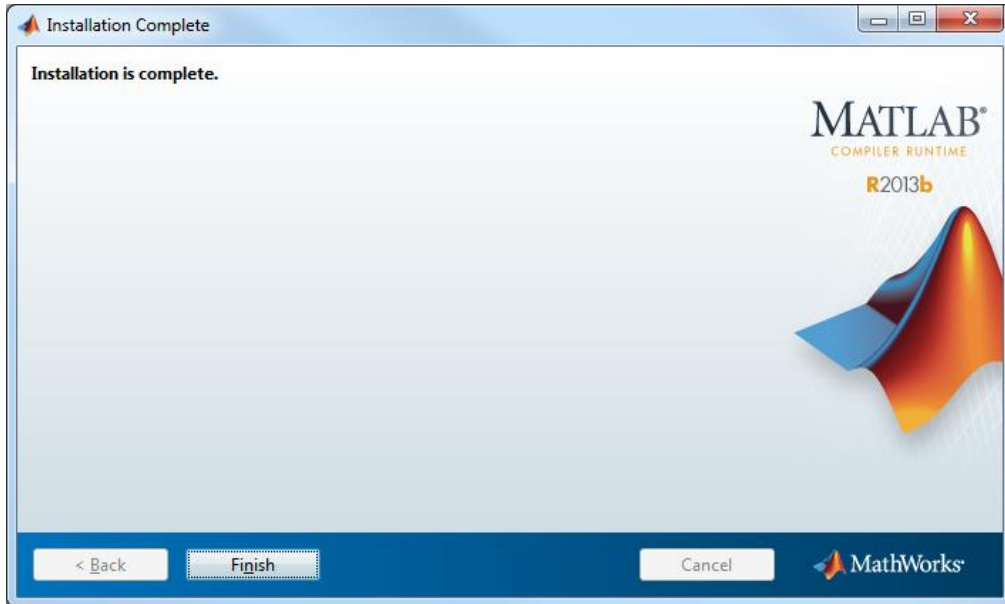 Installation Complete
Installation is complete.
MATLAB®
COMPILER RUNTIME
R2013b
< Back
Finish
Cancel
MathWorks®